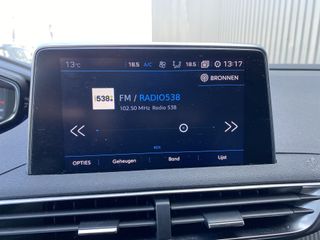 13°C 18.5 A/C 18.5 13:17
BRONNEN
538
FM / RADIO538
102.50 MHz Radio 538
OPTIES Geheugen Band Lijst